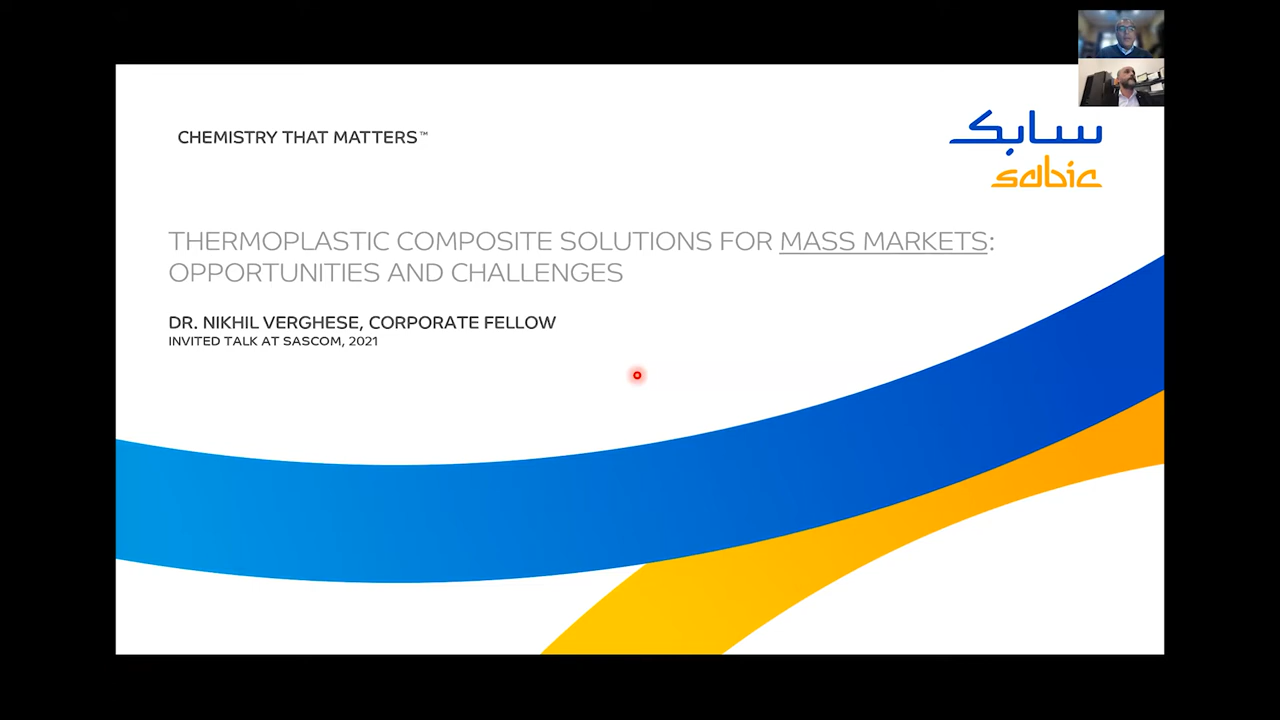 CHEMISTRY THAT MATTERS™
سابك
sabic
THERMOPLASTIC COMPOSITE SOLUTIONS FOR MASS MARKETS:
OPPORTUNITIES AND CHALLENGES
DR. NIKHIL VERGHESE, CORPORATE FELLOW
INVITED TALK AT SASCOM, 2021